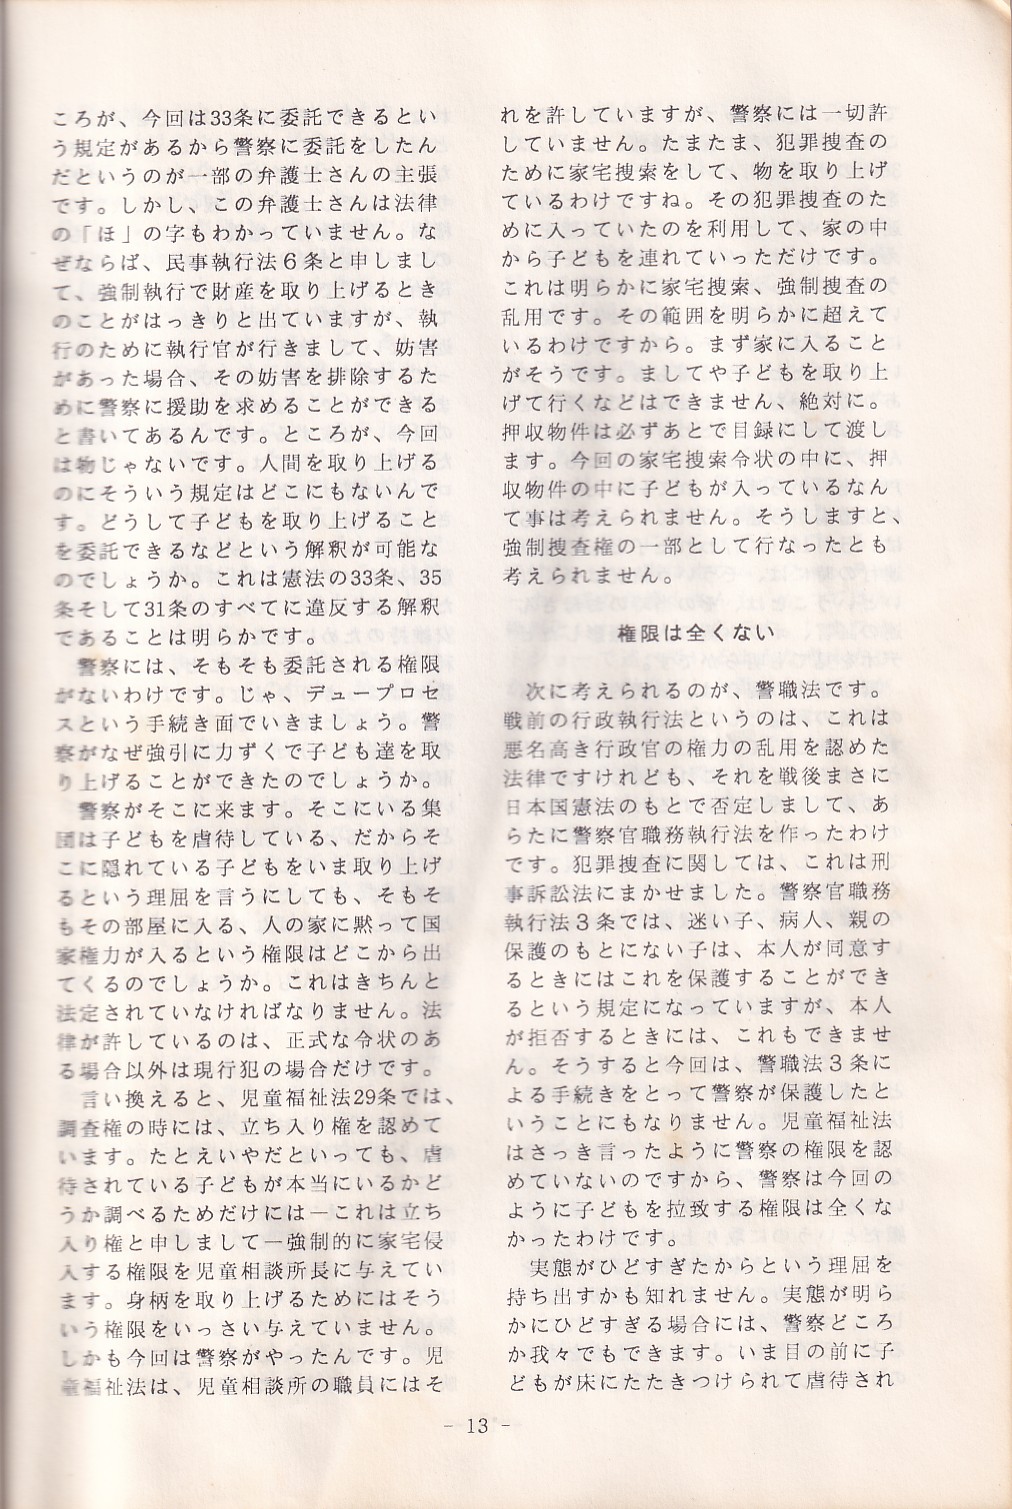 ころが、今回は33条に委託できるとい
う規定があるから警察に委託をしたん
だというのが一部の弁護士さんの主張
です。しかし、この弁護士さんは法律
の「ほ」の字もわかっていません。な
ぜならば、民事執行法6条と申しまし
て、強制執行で財産を取り上げるとき
のことがはっきりと出ていますが、執
行のために執行官が行きまして、妨害
があった場合、その妨害を排除するた
めに警察に援助を求めることができる
と書いてあるんです。ところが、今回
は物じゃないです。人間を取り上げる
のにそういう規定はどこにもないんで
す。どうして子どもを取り上げること
を委託できるなどという解釈が可能な
のでしょうか。これは憲法の33条、35
条そして31条のすべてに違反する解釈
であることは明らかです。
警察には、そもそも委託される権限
がないわけです。じゃ、デュープロセ
スという手続き面でいきましょう。警
察がなぜ強引に力ずくで子ども達を取
り上げることができたのでしょうか。
警察がそこに来ます。そこにいる集
団は子どもを虐待している、だからそ
こに隠れている子どもをいま取り上げ
るという理屈を言うにしても、そもそ
もその部屋に入る、人の家に黙って国
家権力が入るという権限はどこから出
てくるのでしょうか。これはきちんと
法定されていなければなりません。法
律が許しているのは、正式な令状のあ
る場合以外は現行犯の場合だけです。
言い換えると、児童福祉法29条では、
調査権の時には、立ち入り権を認めて
います。たとえいやだといっても、虐
待されている子どもが本当にいるかど
うか調べるためだけには―これは立ち
入り権と申しまして―強制的に家宅侵
入する権限を児童相談所長に与えてい
ます。身柄を取り上げるためにはそう
いう権限をいっさい与えていません。
しかも今回は警察がやったんです。児
童福祉法は、児童相談所の職員にはそ
れを許していますが、警察には一切許
していません。たまたま、犯罪捜査の
ために家宅捜索をして、物を取り上げ
ているわけですね。その犯罪捜査のた
めに入っていたのを利用して、家の中
から子どもを連れていっただけです。
これは明らかに家宅捜索、強制捜査の
乱用です。その範囲を明らかに超えて
いるわけですから。まず家に入ること
がそうです。ましてや子どもを取り上
げて行くなどはできません、絶対に。
押収物件は必ずあとで目録にして渡し
ます。今回の家宅捜索令状の中に、押
収物件の中に子どもが入っているなん
て事は考えられません。そうしますと、
強制捜査権の一部として行なったとも
考えられません。
権限は全くない
次に考えられるのが、警職法です。
戦前の行政執行法というのは、これは
悪名高き行政官の権力の乱用を認めた
法律ですけれども、それを戦後まさに
日本国憲法のもとで否定しまして、あ
らたに警察官職務執行法を作ったわけ
です。犯罪捜査に関しては、これは刑
事訴訟法にまかせました。警察官職務
執行法3条では、迷い子、病人、親の
保護のもとにない子は、本人が同意す
るときにはこれを保護することができ
るという規定になっていますが、本人
が拒否するときには、これもできませ
ん。そうすると今回は、警職法3条に
よる手続きをとって警察が保護したと
いうことにもなりません。児童福祉法
はさっき言ったように警察の権限を認
めていないのですから、警察は今回の
ように子どもを拉致する権限は全くな
かったわけです。
実態がひどすぎたからという理屈を
持ち出すかも知れません。実態が明ら
かにひどすぎる場合には、警察どころ
か我々でもできます。いま目の前に子
どもが床にたたきつけられて虐待され
- 13 -